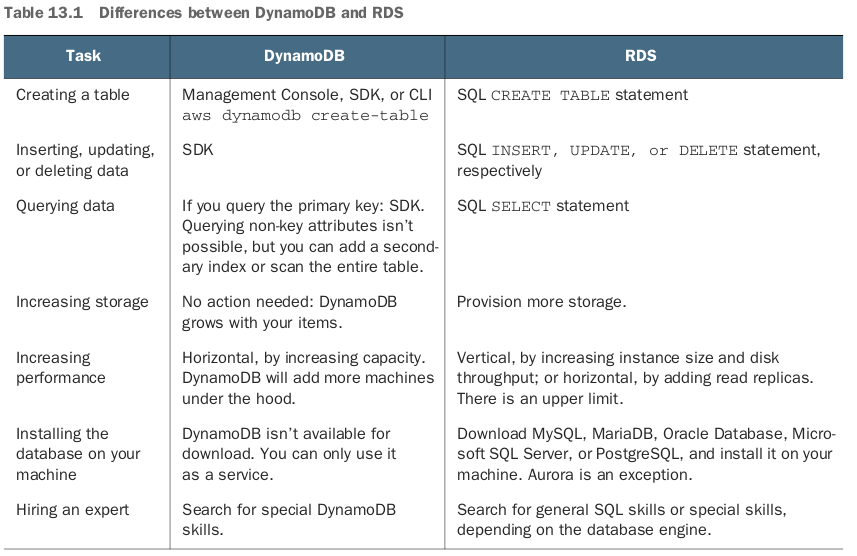 Table 13.1 Differences between DynamoDB and RDS
Task DynamoDB RDS
Creating a table
Management Console, SDK, or CLI
aws dynamodb create-table
SQL CREATE TABLE statement
Inserting, updating,
or deleting data
SDK
SQL INSERT, UPDATE, or DELETE statement,
respectively
Querying data
If you query the primary key: SDK.
Querying non-key attributes isn’t
possible, but you can add a second-
ary index or scan the entire table.
SQL SELECT statement
Increasing storage
No action needed: DynamoDB
grows with your items.
Provision more storage.
Increasing
performance
Horizontal, by increasing capacity.
DynamoDB will add more machines
under the hood.
Vertical, by increasing instance size and disk
throughput; or horizontal, by adding read replicas.
There is an upper limit.
Installing the
database on your
machine
DynamoDB isn’t available for
download. You can only use it
as a service.
Download MySQL, MariaDB, Oracle Database, Micro-
soft SQL Server, or PostgreSQL, and install it on your
machine. Aurora is an exception.
Hiring an expert
Search for special DynamoDB
skills.
Search for general SQL skills or special skills,
depending on the database engine.